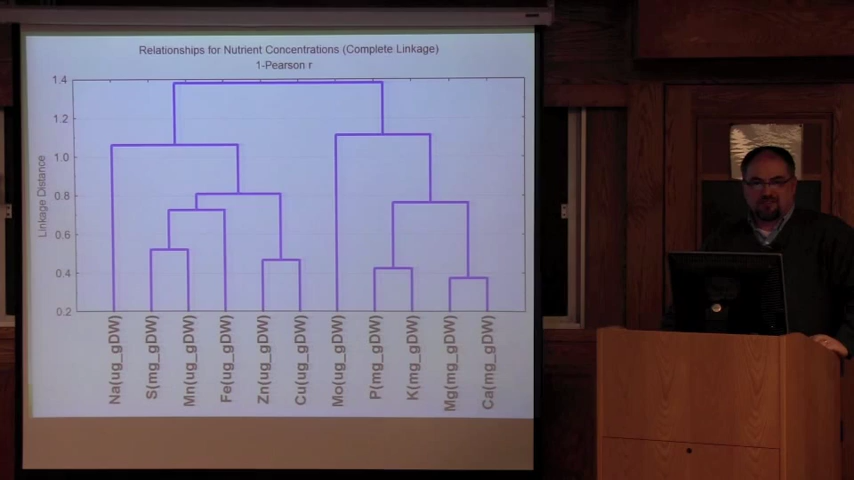 Relationships for Nutrient Concentrations (Complete Linkage)
1-Pearson r
1.4
1.2
1.0
0.8
0.6
0.4
0.2
Linkage Distance
Na(ug_gDW)
S(mg_gDW)
Mn(ug_gDW)
Fe(ug_gDW)
Zn(ug_gDW)
Cu(ug_gDW)
Mo(ug_gDW)
P(mg_gDW)
K(mg_gDW)
Mg(mg_gDW)
Ca(mg_gDW)